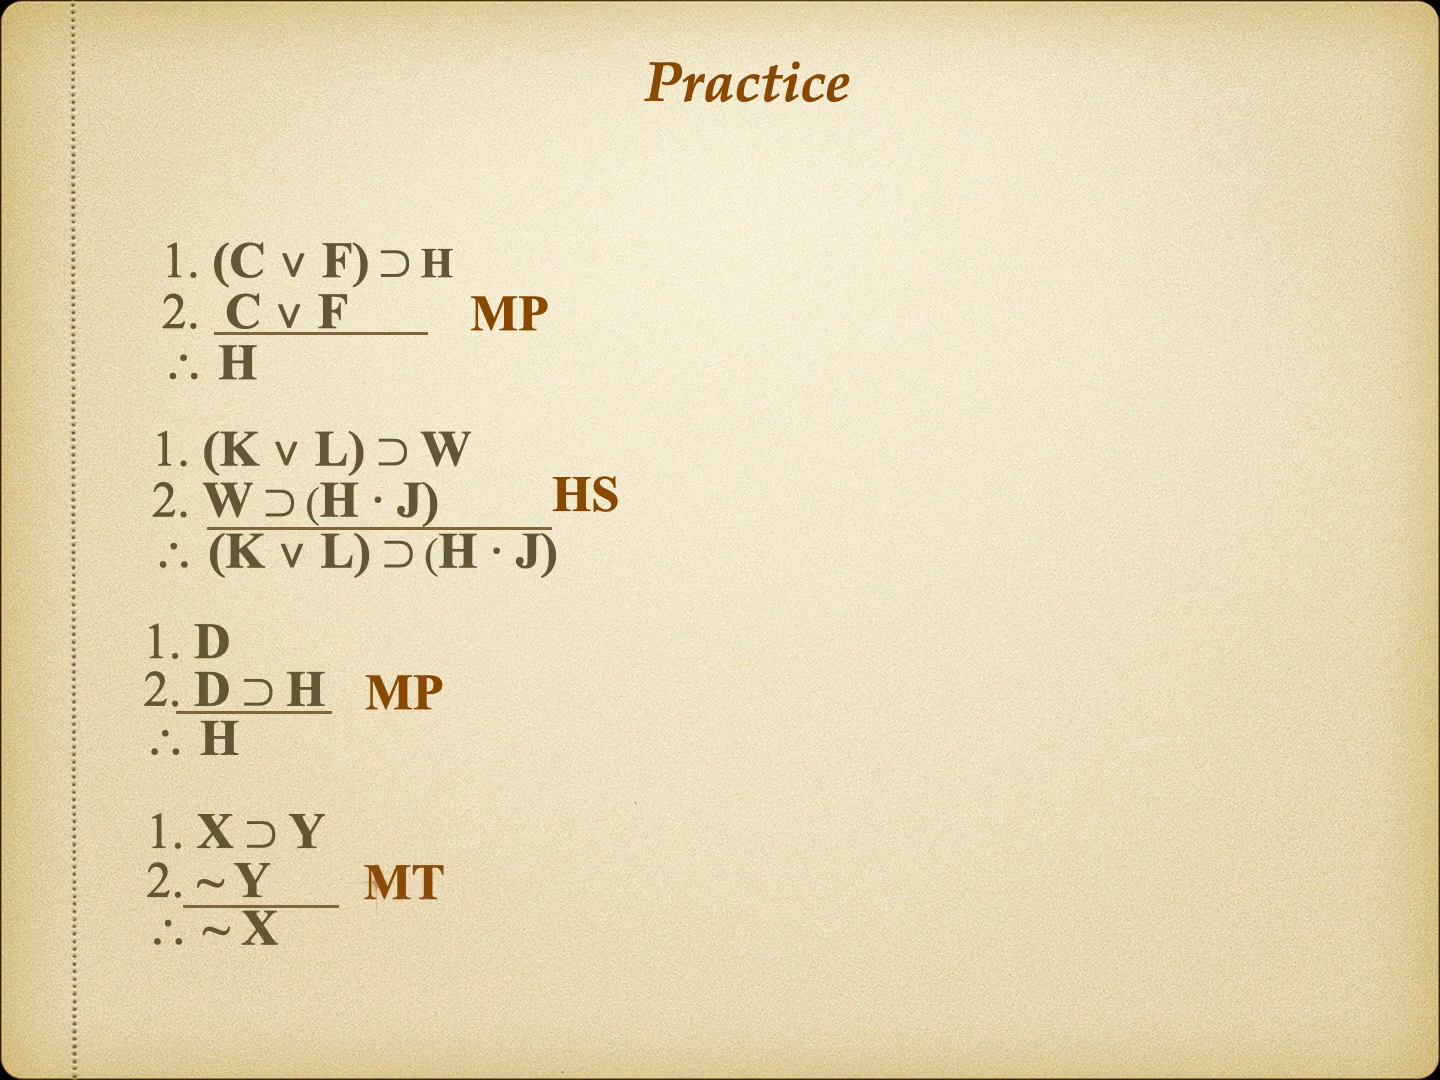 Practice
1. (C ∨ F) ⊃ H
2. C ∨ F MP
∴ H
1. (K ∨ L) ⊃ W
2. W ⊃ (H · J) HS
∴ (K ∨ L) ⊃ (H · J)
1. D
2. D ⊃ H MP
∴ H
1. X ⊃ Y
2. ~ Y MT
∴ ~ X